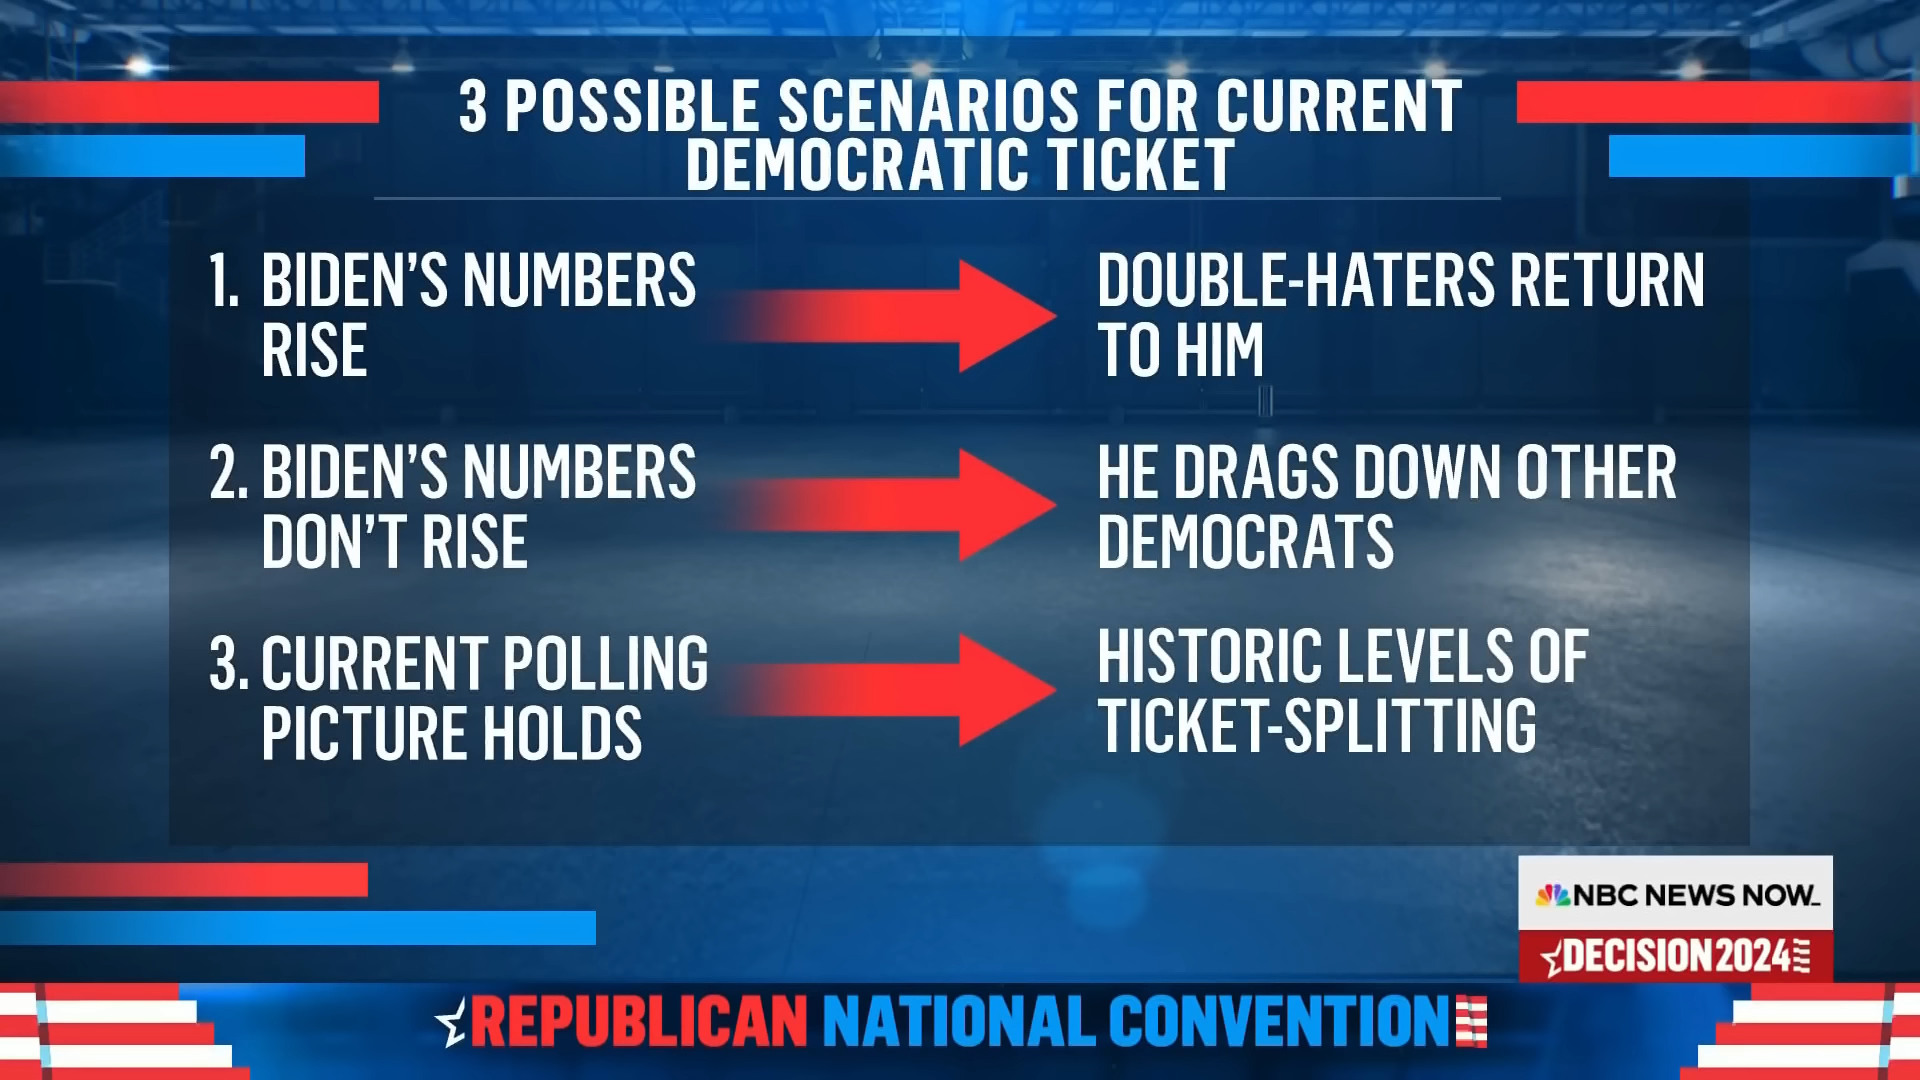 3 POSSIBLE SCENARIOS FOR CURRENT
DEMOCRATIC TICKET
1. BIDEN'S NUMBERS
RISE
DOUBLE-HATERS RETURN
TO HIM
2. BIDEN'S NUMBERS
DON'T RISE
HE DRAGS DOWN OTHER
DEMOCRATS
3. CURRENT POLLING
PICTURE HOLDS
HISTORIC LEVELS OF
TICKET-SPLITTING
NBC NEWS NOW_
DECISION 2024
REPUBLICAN NATIONAL CONVENTION